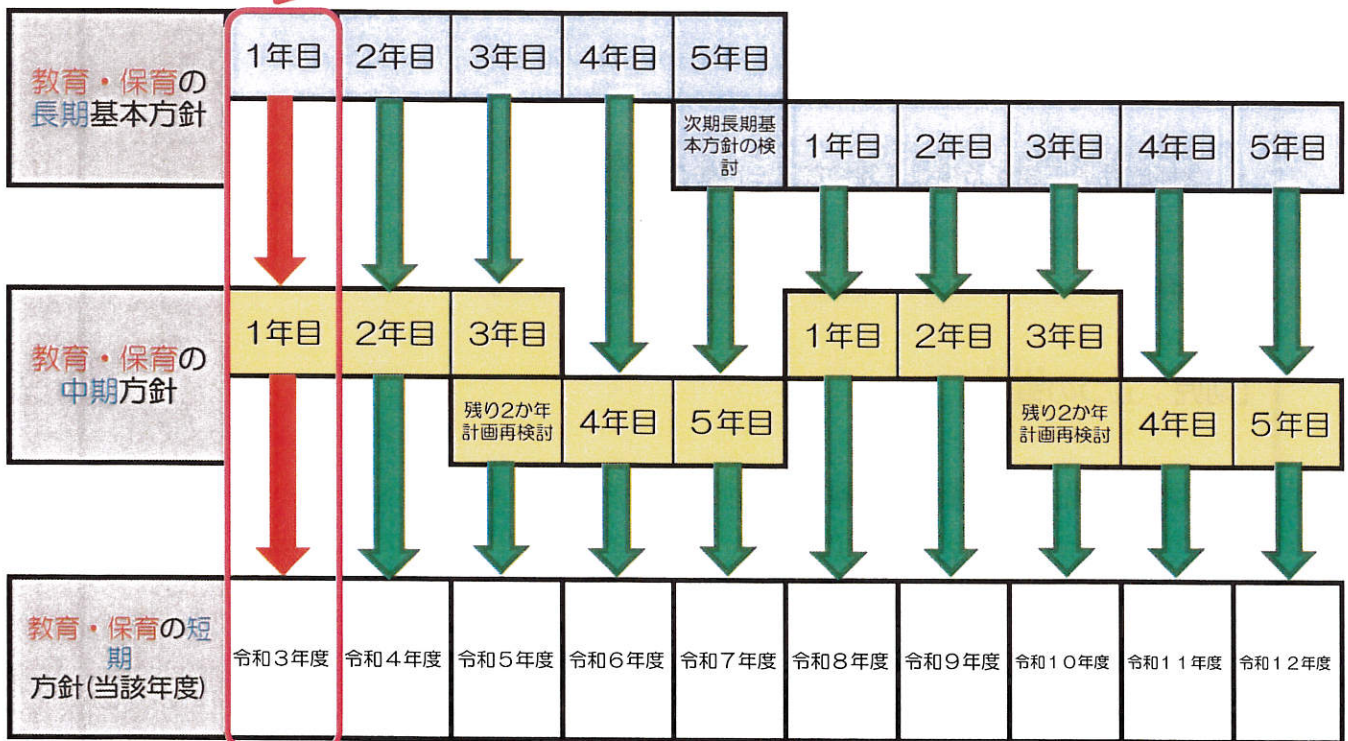 教育・保育の
長期基本方針
1年目
2年目
3年目
4年目
5年目
次期長期基
本方針の検
討
1年目
2年目
3年目
4年目
5年目
教育・保育の
中期方針
1年目
2年目
3年目
1年目
2年目
3年目
残り2か年
計画再検討
4年目
5年目
残り2か年
計画再検討
4年目
5年目
教育・保育の短
期
方針(当該年度)
令和3年度
令和4年度
令和5年度
令和6年度
令和7年度
令和8年度
令和9年度
令和10年度
令和11年度
令和12年度